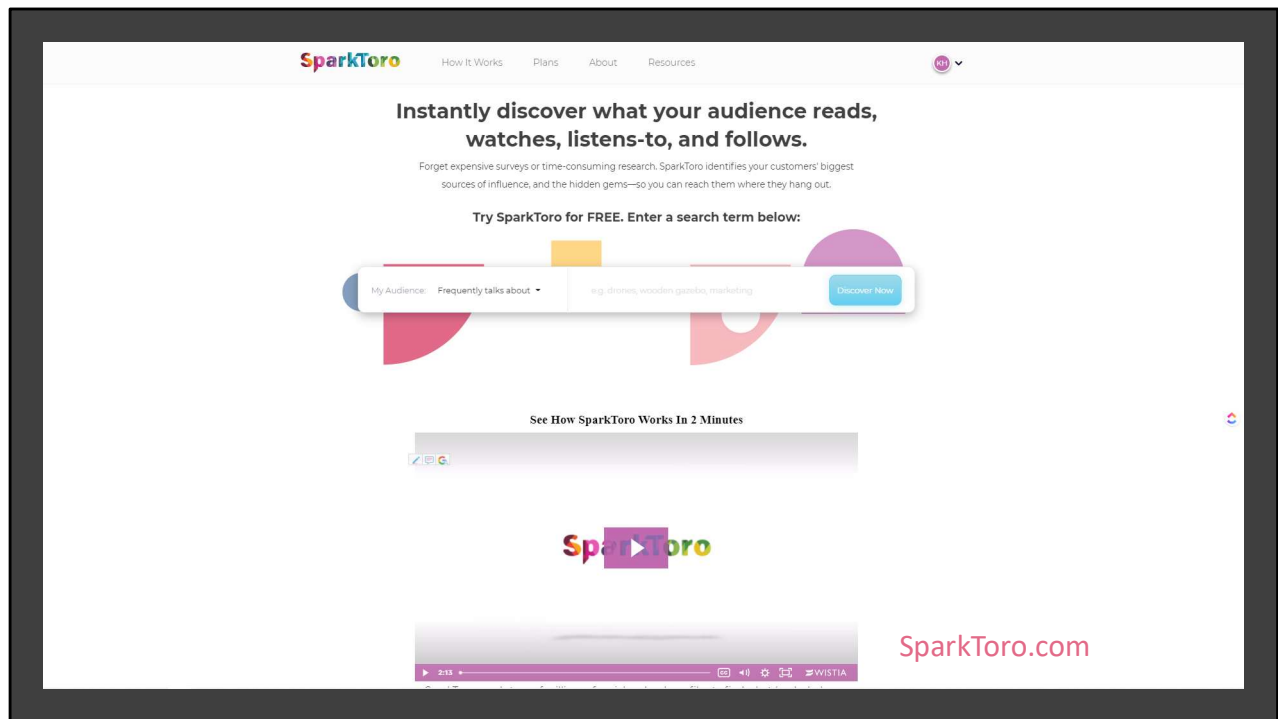 SparkToro
How It Works Plans About Resources
KH
Instantly discover what your audience reads,
watches, listens-to, and follows.
Forget expensive surveys or time-consuming research. SparkToro identifies your customers' biggest
sources of influence, and the hidden gems—so you can reach them where they hang out.
Try SparkToro for FREE. Enter a search term below:
My Audience: Frequently talks about e.g. drones, wooden gazebo, marketing Discover Now
See How SparkToro Works In 2 Minutes
G
SparkToro
SparkToro.com
2:13 CC WISTIA